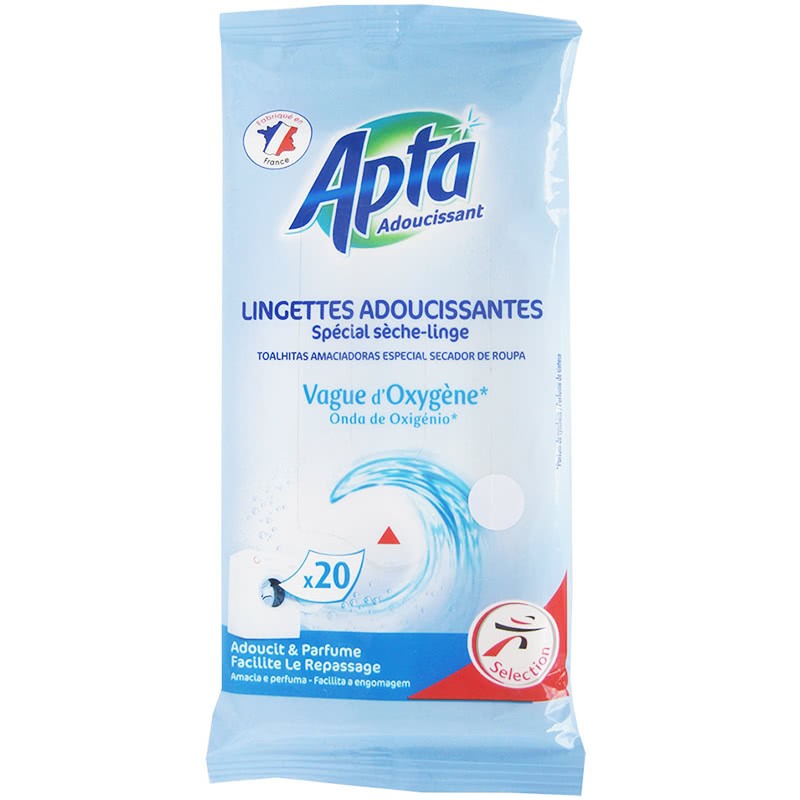 Fabriqué en
France
Apta
Adoucissant
LINGETTES ADOUCISSANTES
Spécial sèche-linge
TOALHITAS AMACIADORAS ESPECIAL SECADOR DE ROUPA
Vague d'Oxygène*
Onda de Oxigénio*
x20
Adoucit & Parfume
Facilite Le Repassage
Amacia e perfuma - Facilita a engomagem
Selection